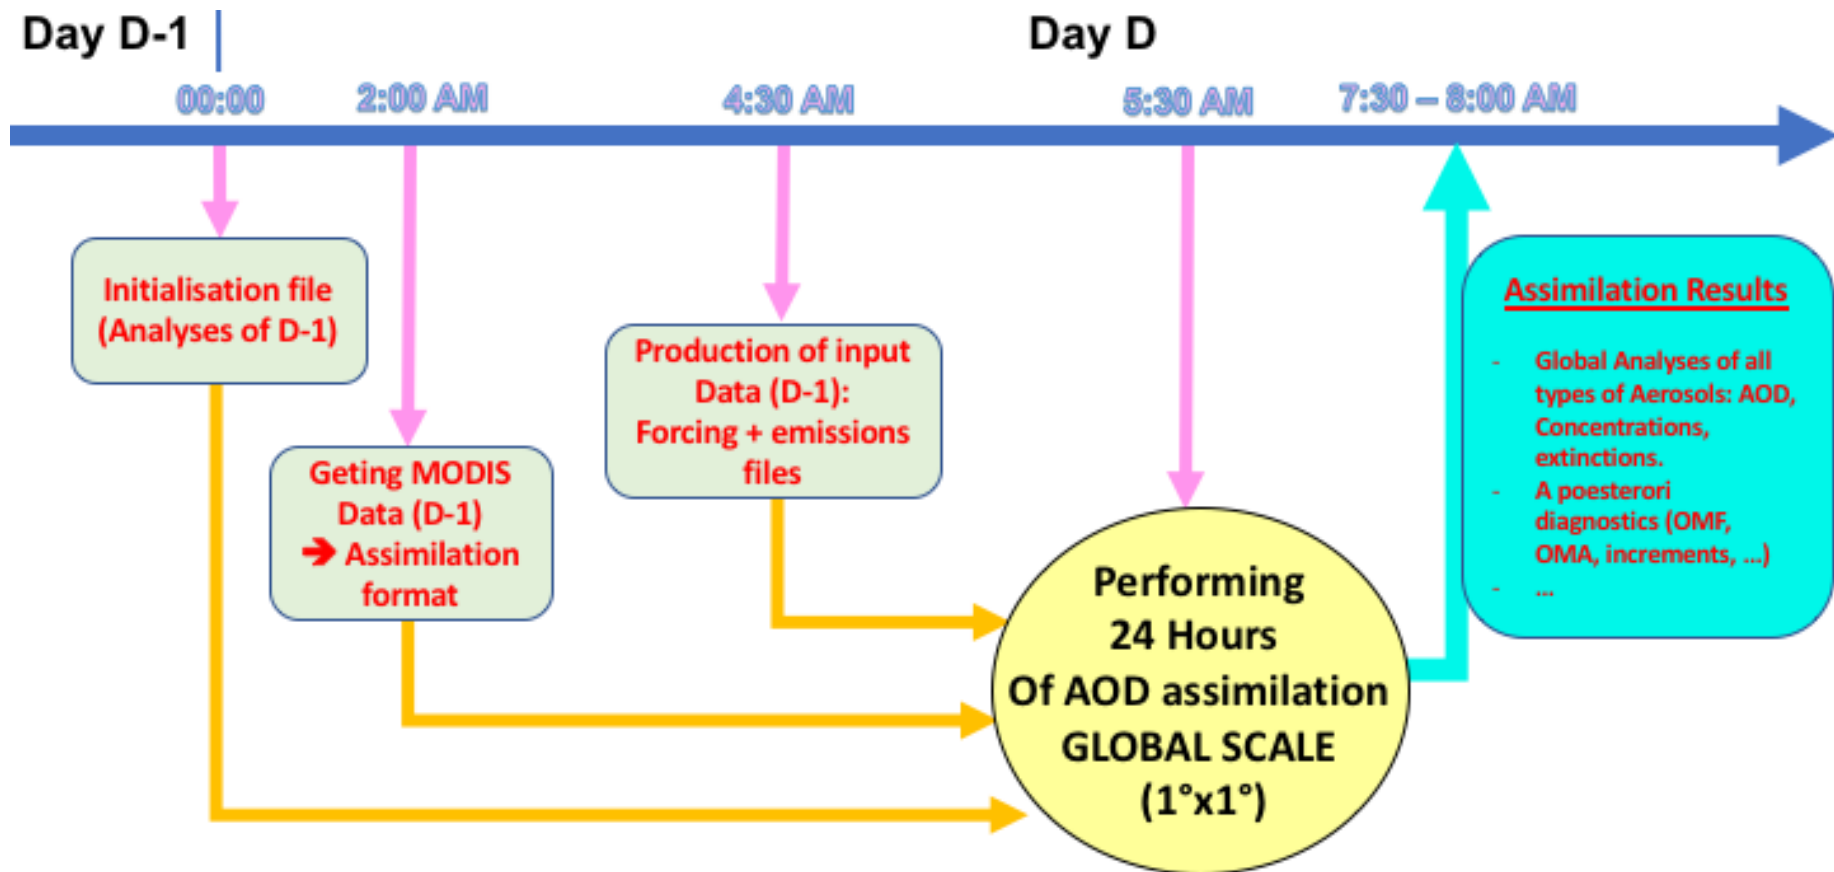 Day D-1
Day D
00:00
2:00 AM
4:30 AM
5:30 AM
7:30 – 8:00 AM
Initialisation file
(Analyses of D-1)
Geting MODIS
Data (D-1)
➔ Assimilation
format
Production of input
Data (D-1):
Forcing + emissions
files
Performing
24 Hours
Of AOD assimilation
GLOBAL SCALE
(1°x1°)
Assimilation Results
- Global Analyses of all
types of Aerosols: AOD,
Concentrations,
extinctions.
- A poesterori
diagnostics (OMF,
OMA, increments, ...)
- ...